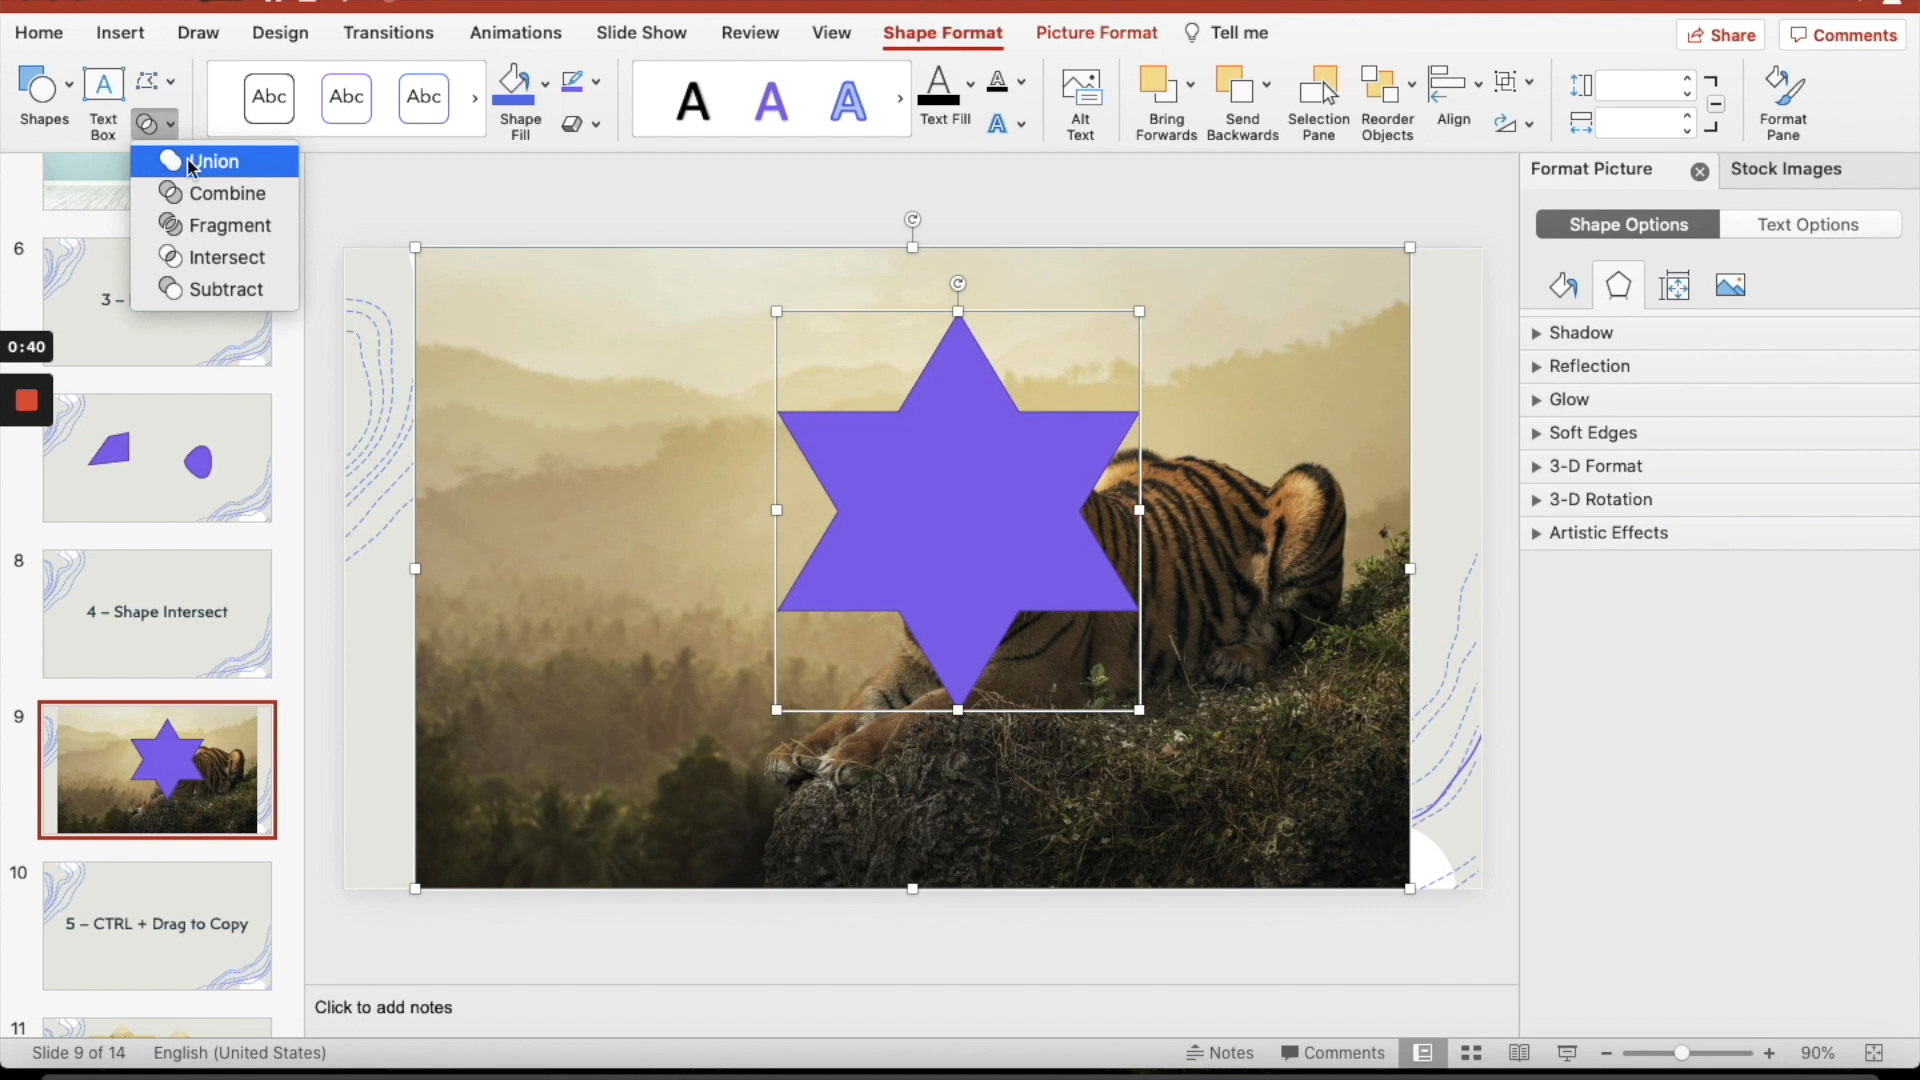 Home Insert Draw Design Transitions Animations Slide Show Review View Shape Format Picture Format Tell me Share Comments
Shapes
Text Box
Abc Abc Abc
Shape Fill
A A A
Text Fill
Alt Text
Bring Forwards
Send Backwards
Selection Pane
Reorder Objects
Align
Format Pane
Union
Combine
Fragment
Intersect
Subtract
6
3 –
0:40
8
4 – Shape Intersect
9
10
5 – CTRL + Drag to Copy
11
Format Picture
Stock Images
Shape Options
Text Options
Shadow
Reflection
Glow
Soft Edges
3-D Format
3-D Rotation
Artistic Effects
Click to add notes
Slide 9 of 14 English (United States) Notes Comments 90%